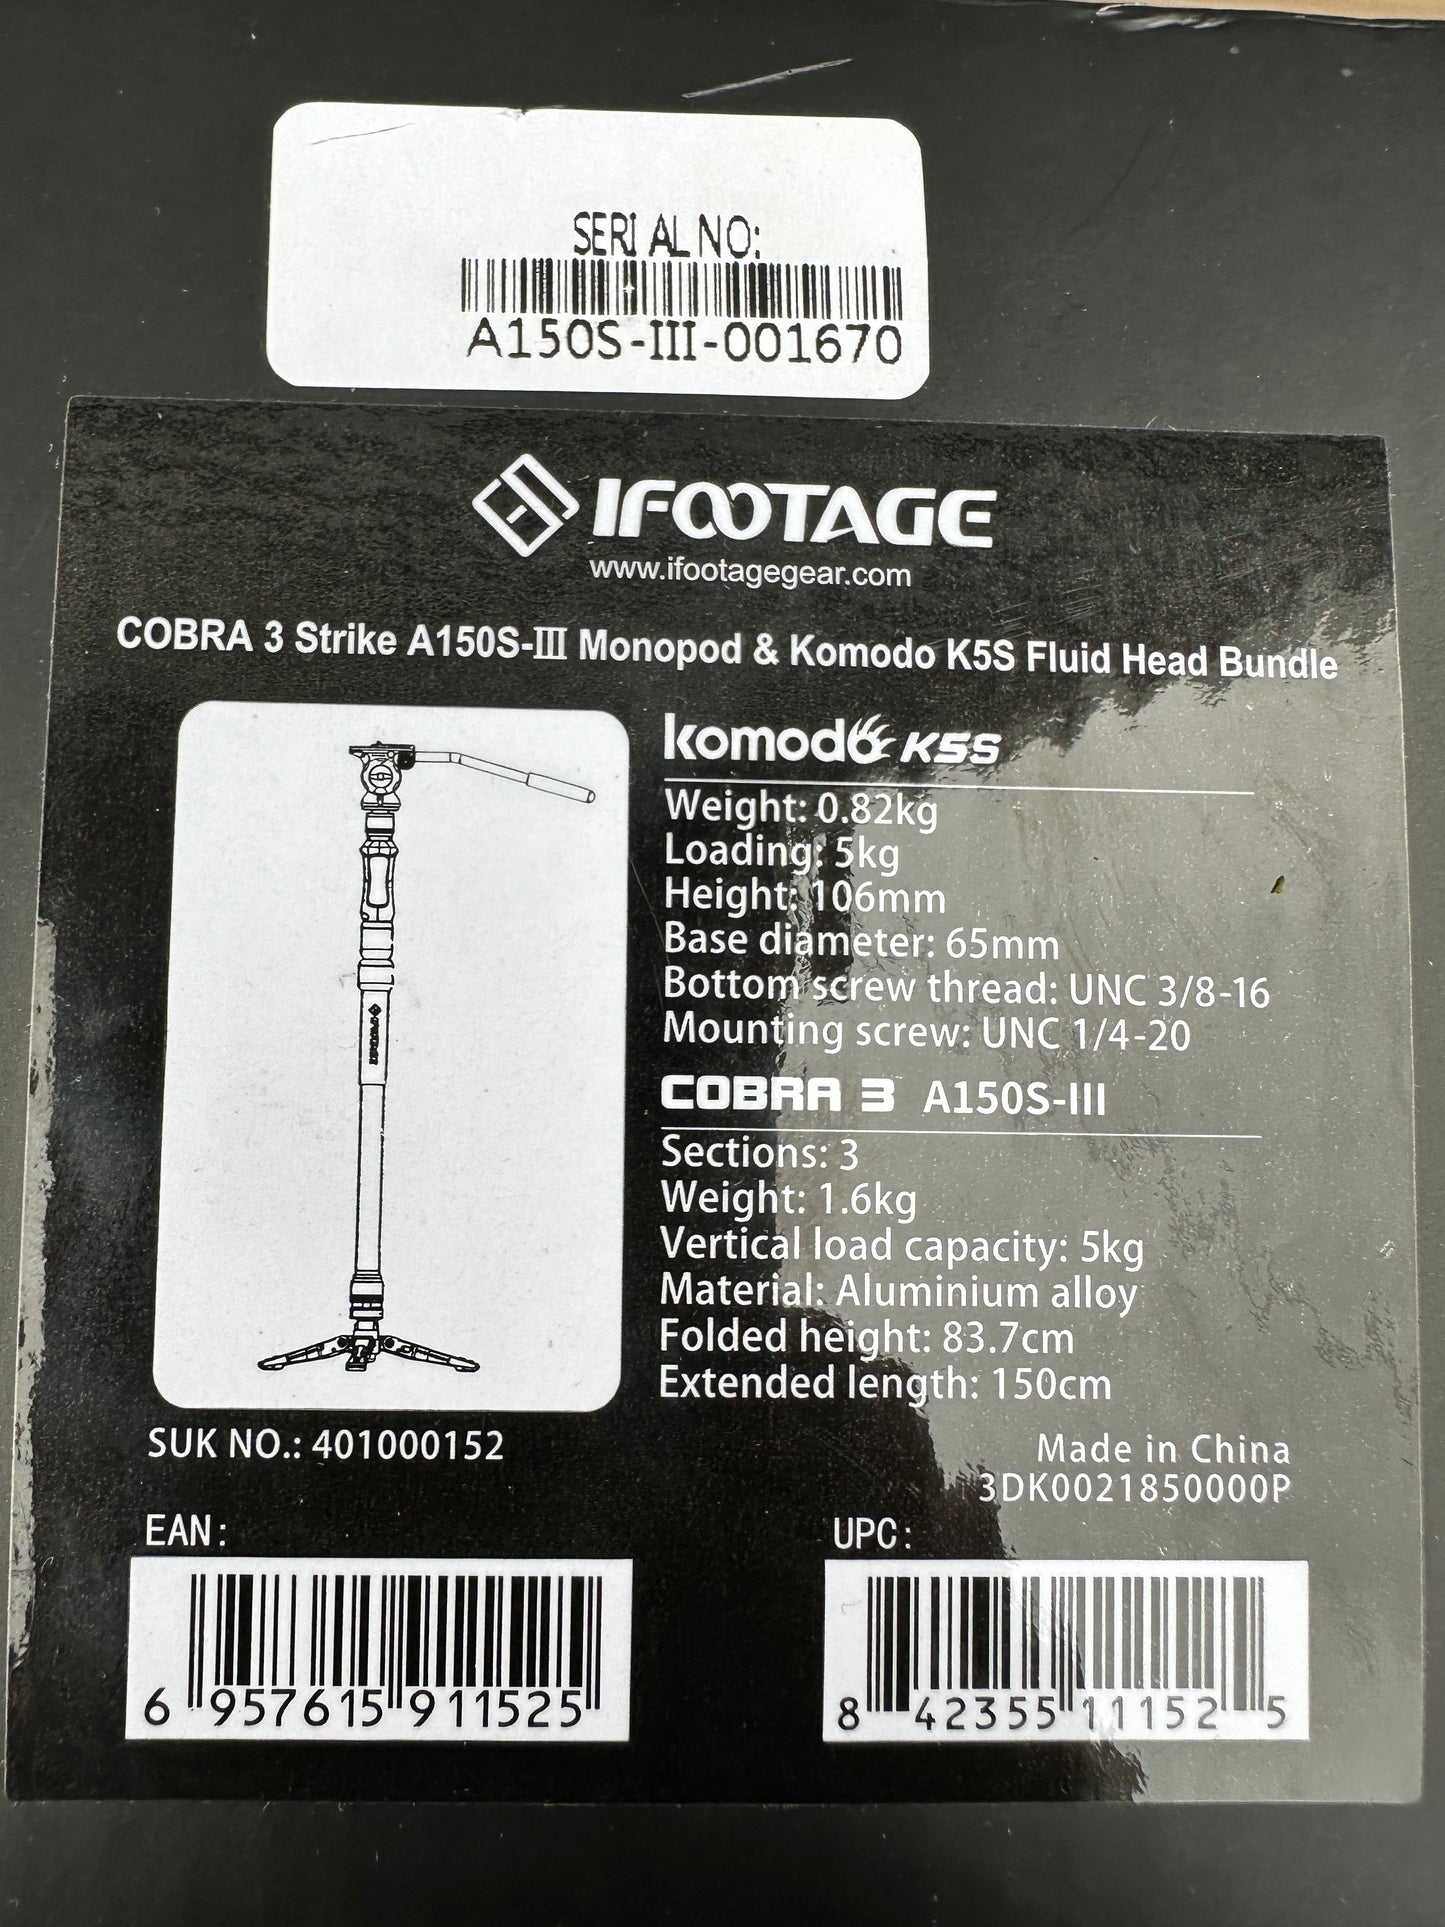 SERIAL NO:
A150S-III-001670
IFOOTAGE
www.ifootagegear.com
COBRA 3 Strike A150S-III Monopod & Komodo K5S Fluid Head Bundle
komodo K5S
Weight: 0.82kg
Loading: 5kg
Height: 106mm
Base diameter: 65mm
Bottom screw thread: UNC 3/8-16
Mounting screw: UNC 1/4-20
COBRA 3 A150S-III
Sections: 3
Weight: 1.6kg
Vertical load capacity: 5kg
Material: Aluminium alloy
Folded height: 83.7cm
Extended length: 150cm
IFOOTAGE
SUK NO.: 401000152
Made in China
3DK0021850000P
EAN:
6 957615 911525
UPC:
8 42355 11152 5